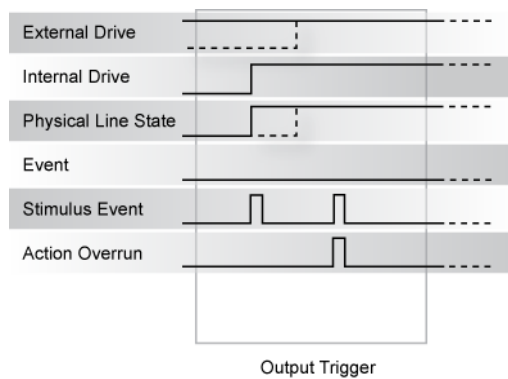 External Drive
Internal Drive
Physical Line State
Event
Stimulus Event
Action Overrun
Output Trigger